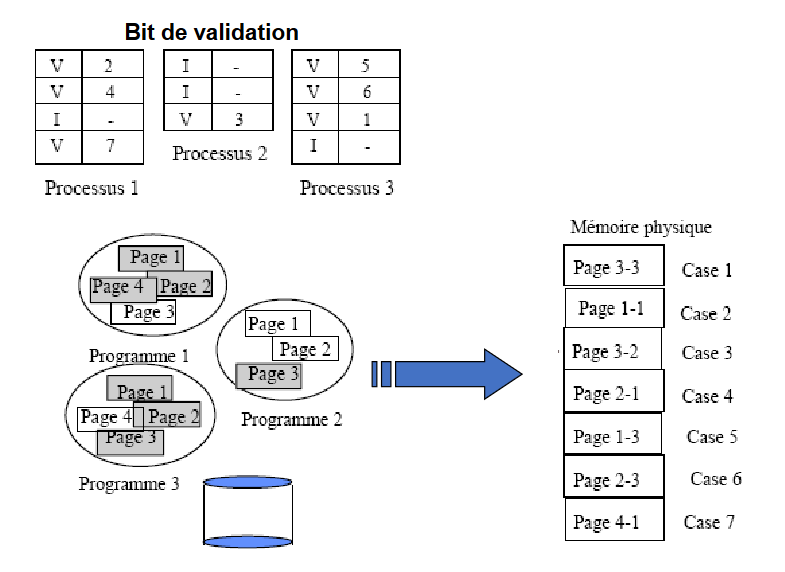 Bit de validation
V 2
V 4
I -
V 7
Processus 1
I -
I -
V 3
Processus 2
V 5
V 6
V 1
I -
Processus 3
Page 1
Page 4 Page 2
Page 3
Programme 1
Page 1
Page 2
Page 3
Programme 2
Page 1
Page 4 Page 2
Page 3
Programme 3
Mémoire physique
Page 3-3 Case 1
Page 1-1 Case 2
Page 3-2 Case 3
Page 2-1 Case 4
Page 1-3 Case 5
Page 2-3 Case 6
Page 4-1 Case 7